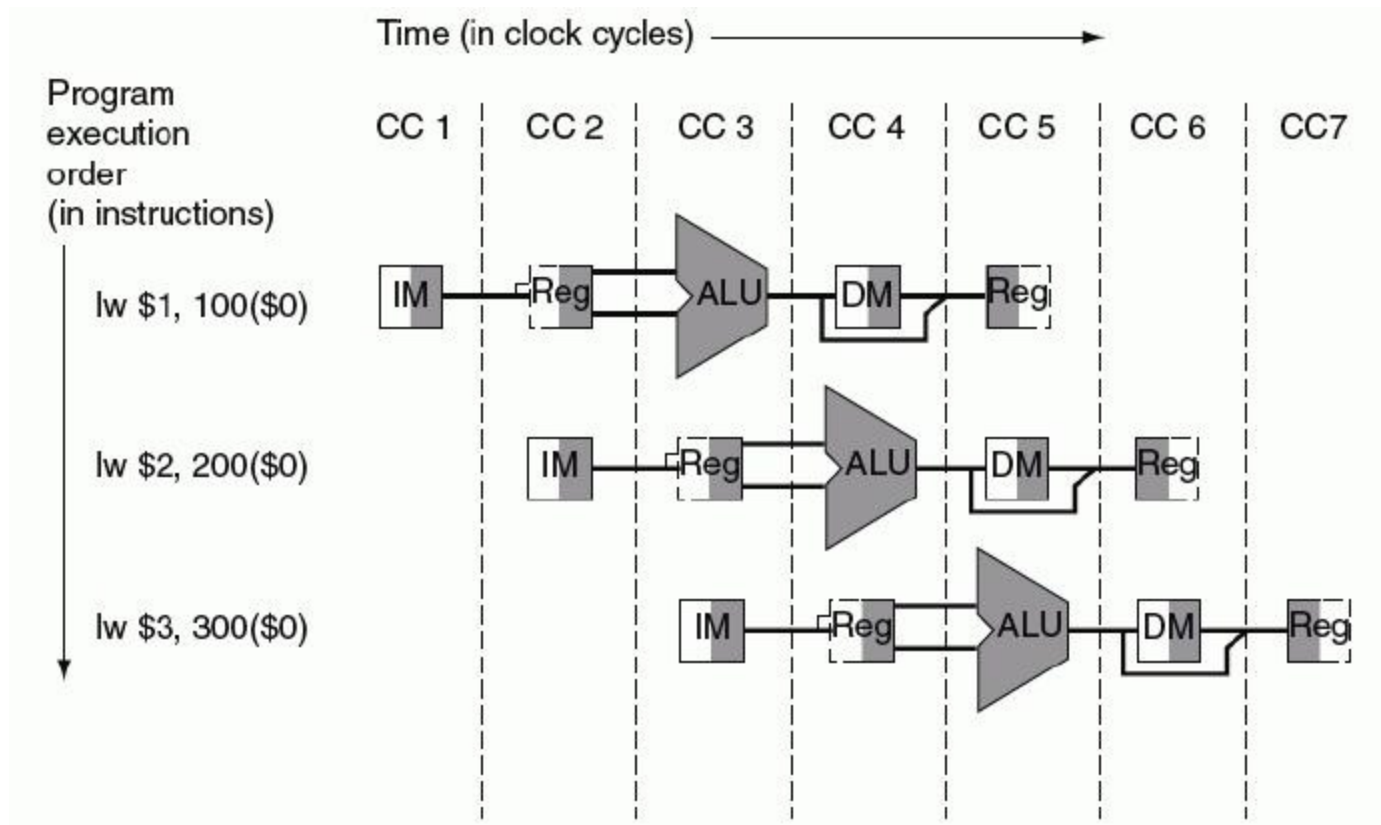 Time (in clock cycles)
Program
execution
order
(in instructions)
CC 1
CC 2
CC 3
CC 4
CC 5
CC 6
CC7
lw $1, 100($0)
IM
Reg
ALU
DM
Reg
lw $2, 200($0)
IM
Reg
ALU
DM
Reg
lw $3, 300($0)
IM
Reg
ALU
DM
Reg